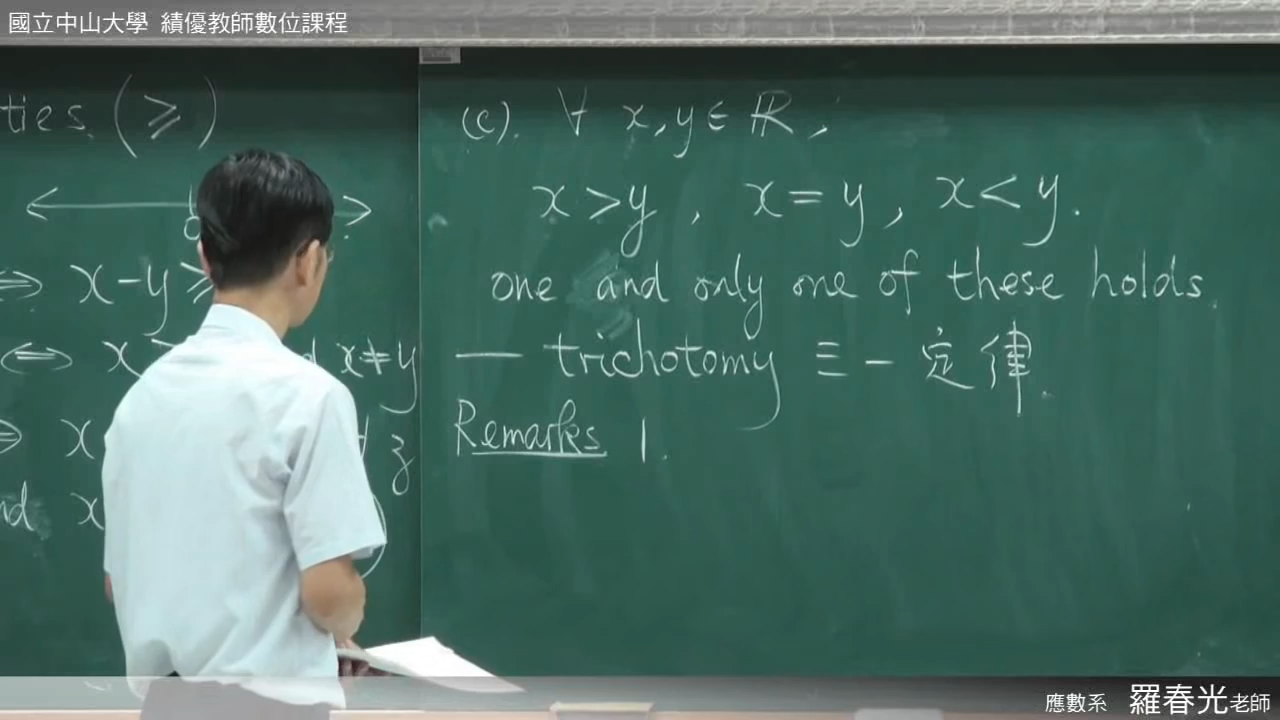 國立中山大學 績優教師數位課程
ties (≥)
⇔ x-y≥
⇔ x x≠y
⇒ x ∀ z
x
(c). ∀ x,y∈ℝ,
x>y, x=y, x<y.
one and only one of these holds.
— trichotomy 三一定律.
Remarks 1.
應數系 羅春光老師